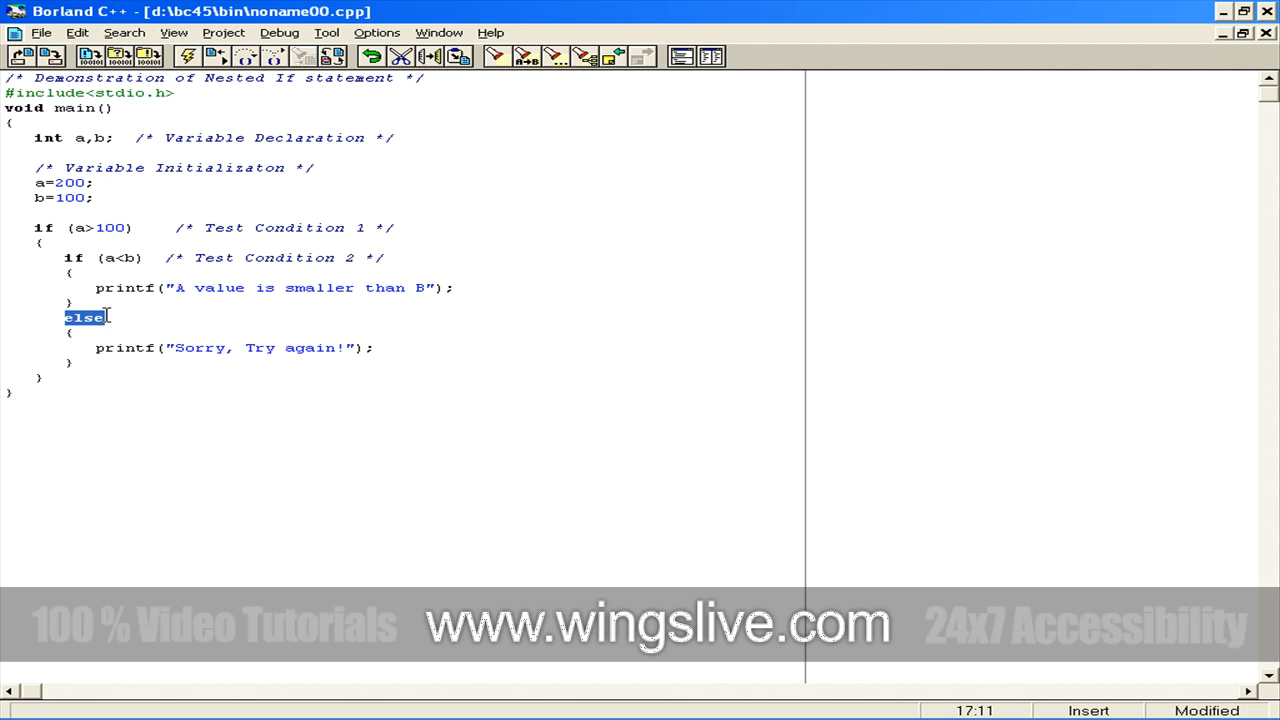 Borland C++ - [d:\bc45\bin\noname00.cpp]
File Edit Search View Project Debug Tool Options Window Help
/* Demonstration of Nested If statement */
#include<stdio.h>
void main()
{
int a,b; /* Variable Declaration */
/* Variable Initializaton */
a=200;
b=100;
if (a>100) /* Test Condition 1 */
{
if (a<b) /* Test Condition 2 */
{
printf("A value is smaller than B");
}
else
{
printf("Sorry, Try again!");
}
}
}
100 % Video Tutorials www.wingslive.com 24x7 Accessibility
17:11 Insert Modified